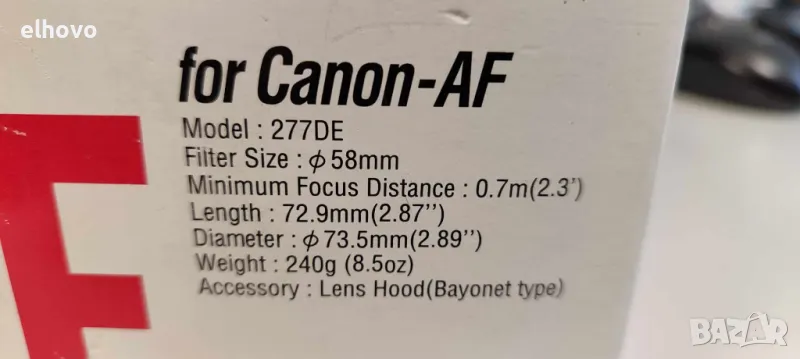 elhovo
for Canon-AF
Model : 277DE
Filter Size : ϕ58mm
Minimum Focus Distance : 0.7m(2.3')
Length : 72.9mm(2.87'')
Diameter : ϕ73.5mm(2.89'')
Weight : 240g (8.5oz)
Accessory : Lens Hood(Bayonet type)
F
BAZAR